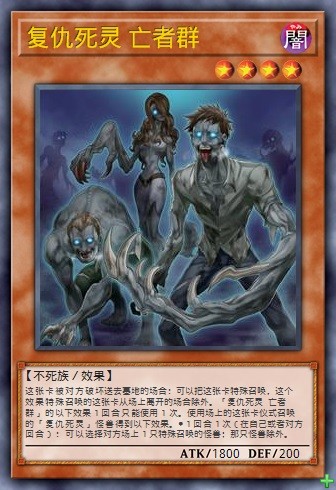 复仇死灵 亡者群
闇
【不死族／效果】
这张卡被对方破坏送去墓地的场合：可以把这张卡特殊召唤，这个
效果特殊召唤的这张卡从场上离开的场合除外。「复仇死灵 亡者
群」的以下效果１回合只能使用１次。使用场上的这张卡仪式召唤
的「复仇死灵」怪兽得到以下效果。●１回合１次（在自己或者对方
回合）：可以选择对方场上１只特殊召唤的怪兽；那只怪兽除外。
ATK/1800 DEF/200